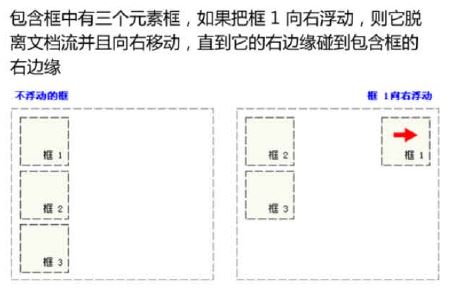 包含框中有三个元素框，如果把框 1 向右浮动，则它脱
离文档流并且向右移动，直到它的右边缘碰到包含框的
右边缘
不浮动的框
框 1向右浮动
框 1
框 2
框 3
框 2
框 1
框 3